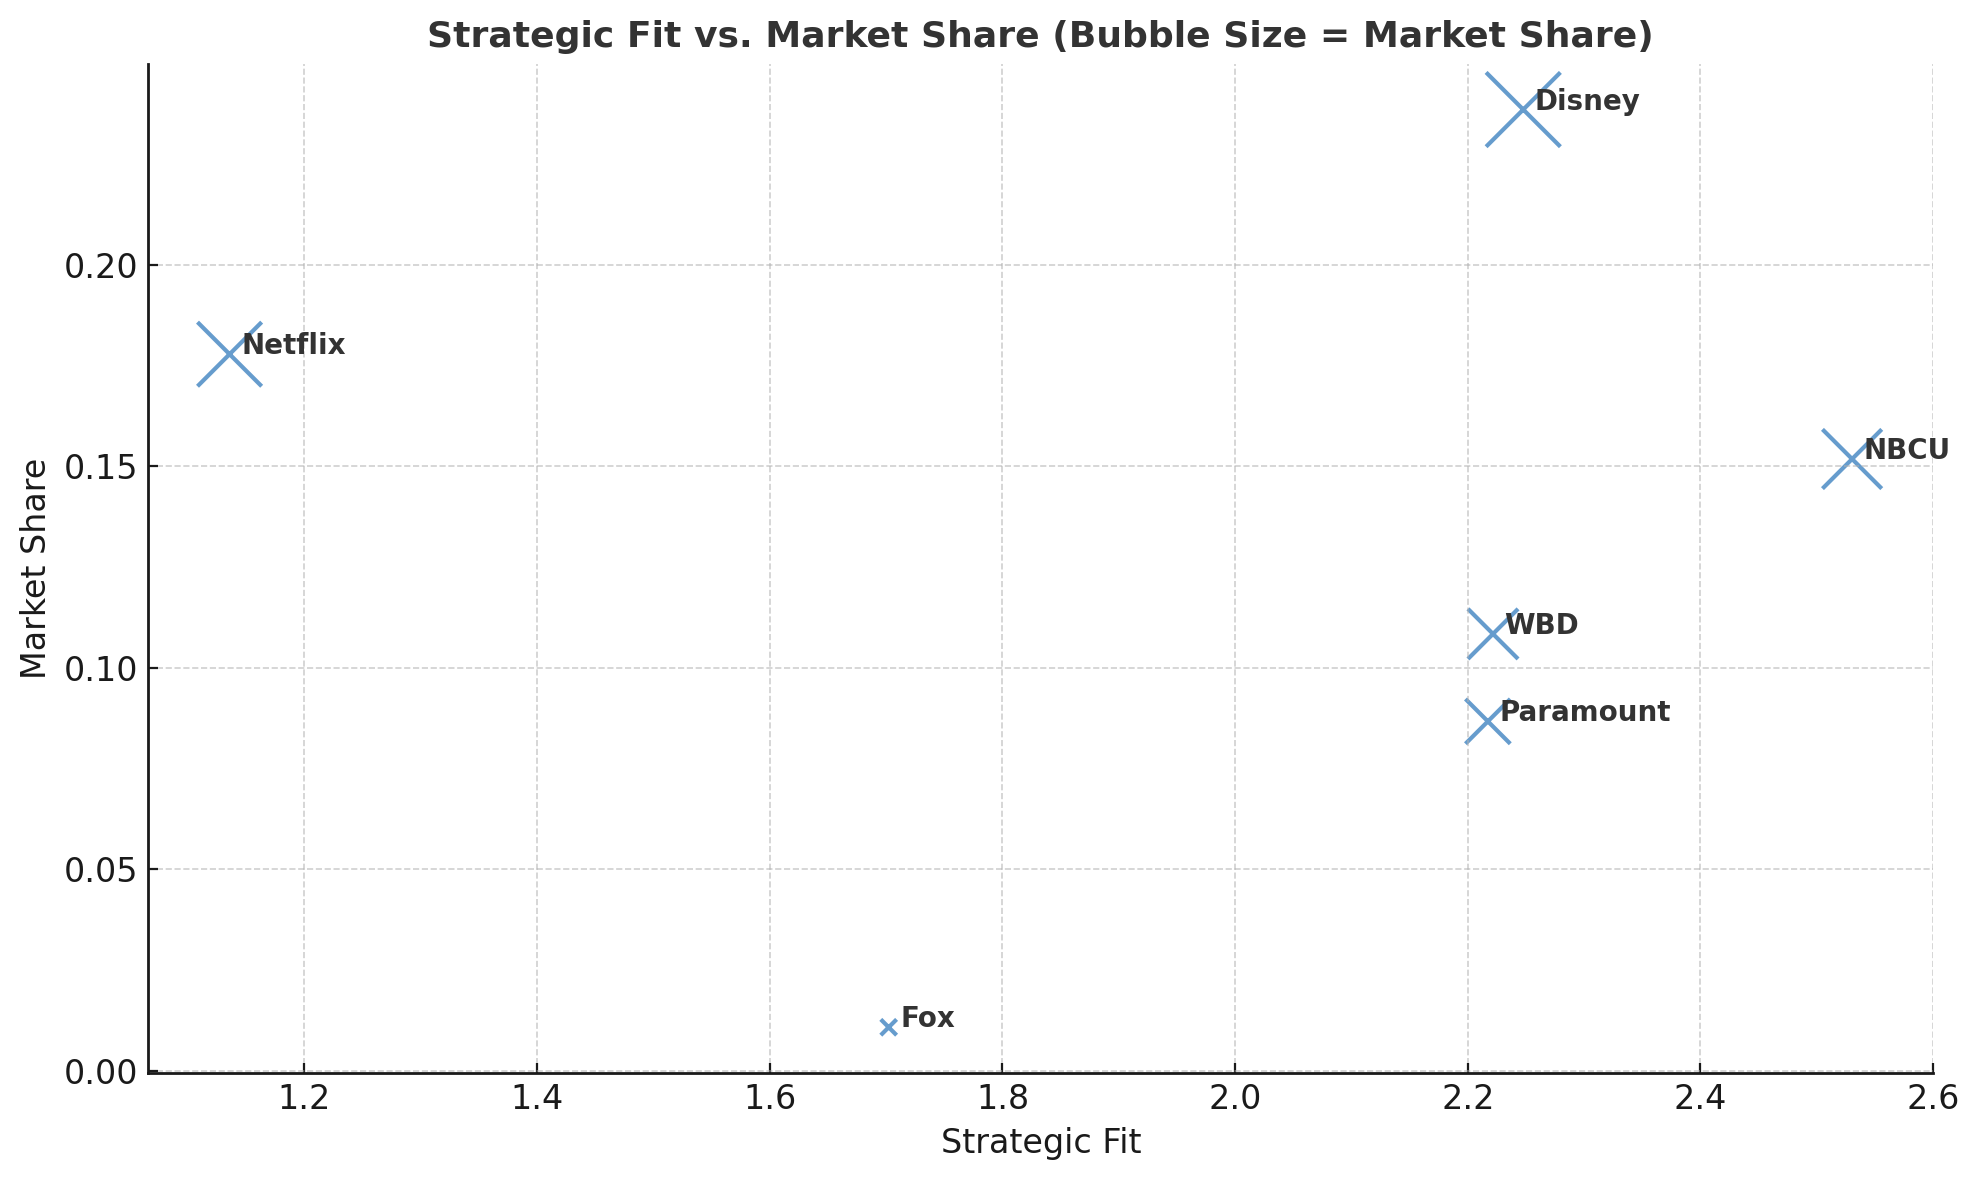 Strategic Fit vs. Market Share (Bubble Size = Market Share)
Disney
0.20
Netflix
NBCU
0.15
Market Share
WBD
0.10
Paramount
0.05
Fox
0.00
1.2 1.4 1.6 1.8 2.0 2.2 2.4 2.6
Strategic Fit